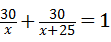 30/x + 30/(x+25) = 1